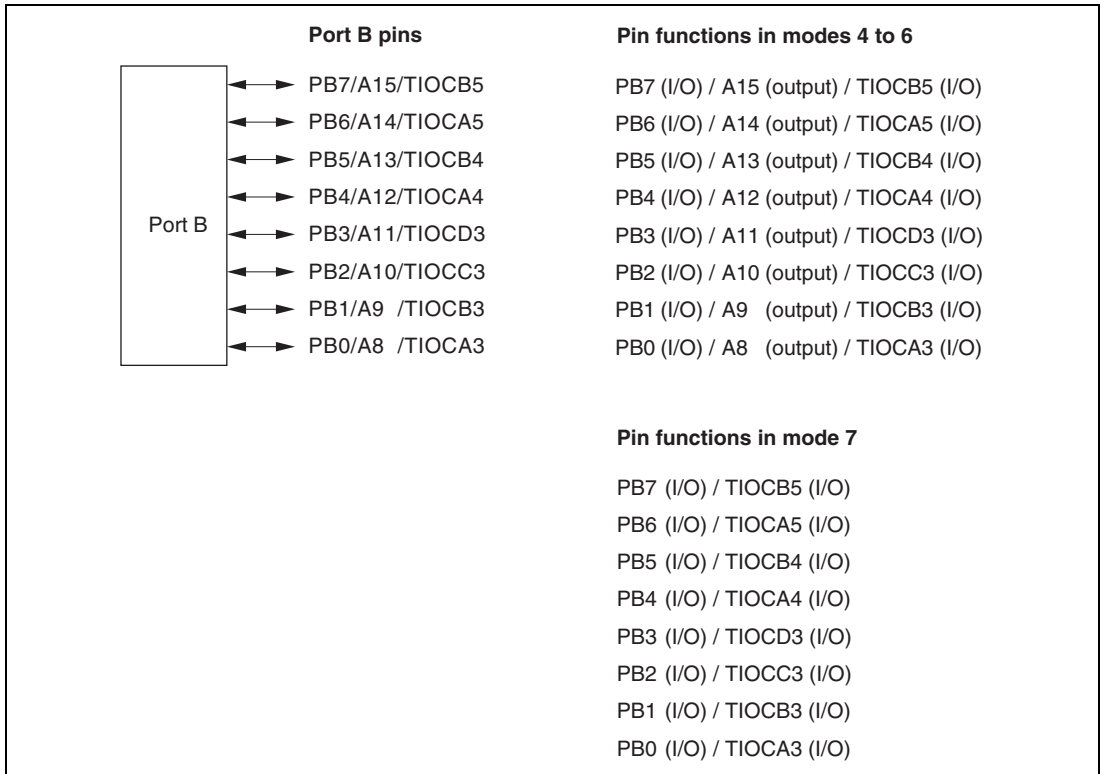 Port B pins
Pin functions in modes 4 to 6
Port B
PB7/A15/TIOCB5
PB7 (I/O) / A15 (output) / TIOCB5 (I/O)
PB6/A14/TIOCA5
PB6 (I/O) / A14 (output) / TIOCA5 (I/O)
PB5/A13/TIOCB4
PB5 (I/O) / A13 (output) / TIOCB4 (I/O)
PB4/A12/TIOCA4
PB4 (I/O) / A12 (output) / TIOCA4 (I/O)
PB3/A11/TIOCD3
PB3 (I/O) / A11 (output) / TIOCD3 (I/O)
PB2/A10/TIOCC3
PB2 (I/O) / A10 (output) / TIOCC3 (I/O)
PB1/A9 /TIOCB3
PB1 (I/O) / A9 (output) / TIOCB3 (I/O)
PB0/A8 /TIOCA3
PB0 (I/O) / A8 (output) / TIOCA3 (I/O)
Pin functions in mode 7
PB7 (I/O) / TIOCB5 (I/O)
PB6 (I/O) / TIOCA5 (I/O)
PB5 (I/O) / TIOCB4 (I/O)
PB4 (I/O) / TIOCA4 (I/O)
PB3 (I/O) / TIOCD3 (I/O)
PB2 (I/O) / TIOCC3 (I/O)
PB1 (I/O) / TIOCB3 (I/O)
PB0 (I/O) / TIOCA3 (I/O)